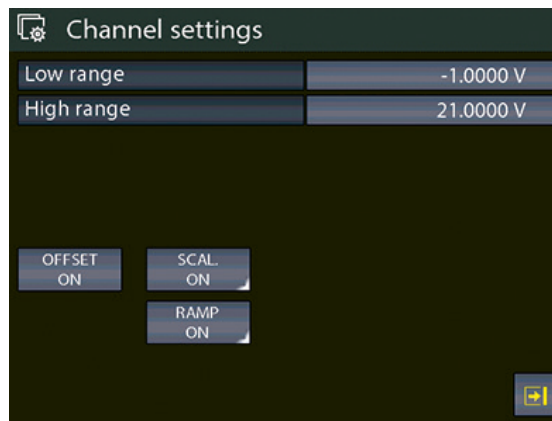 Channel settings
Low range -1.0000 V
High range 21.0000 V
OFFSET
ON
SCAL.
ON
RAMP
ON